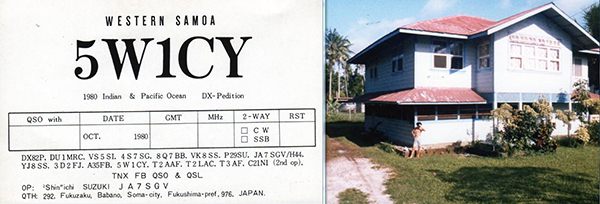 WESTERN SAMOA
5W1CY
1980 Indian & Pacific Ocean DX-Pedition
QSO with DATE GMT MHz 2-WAY RST
OCT. 1980 □ CW
□ SSB
DX82P. DU1MRC. VS5SI. 4S7SG. 8Q7BB. VK8SS. P29SU. JA7SGV/H44.
YJ8SS. 3D2FJ. A35FB. 5W1CY. T2AAF. T2LAC. T3AF. C21NI (2nd op).
TNX FB QSO & QSL
OP: "Shin"ichi SUZUKI JA7SGV
QTH: 292, Fukuzaku, Babano, Soma-city, Fukushima-pref, 976, JAPAN.